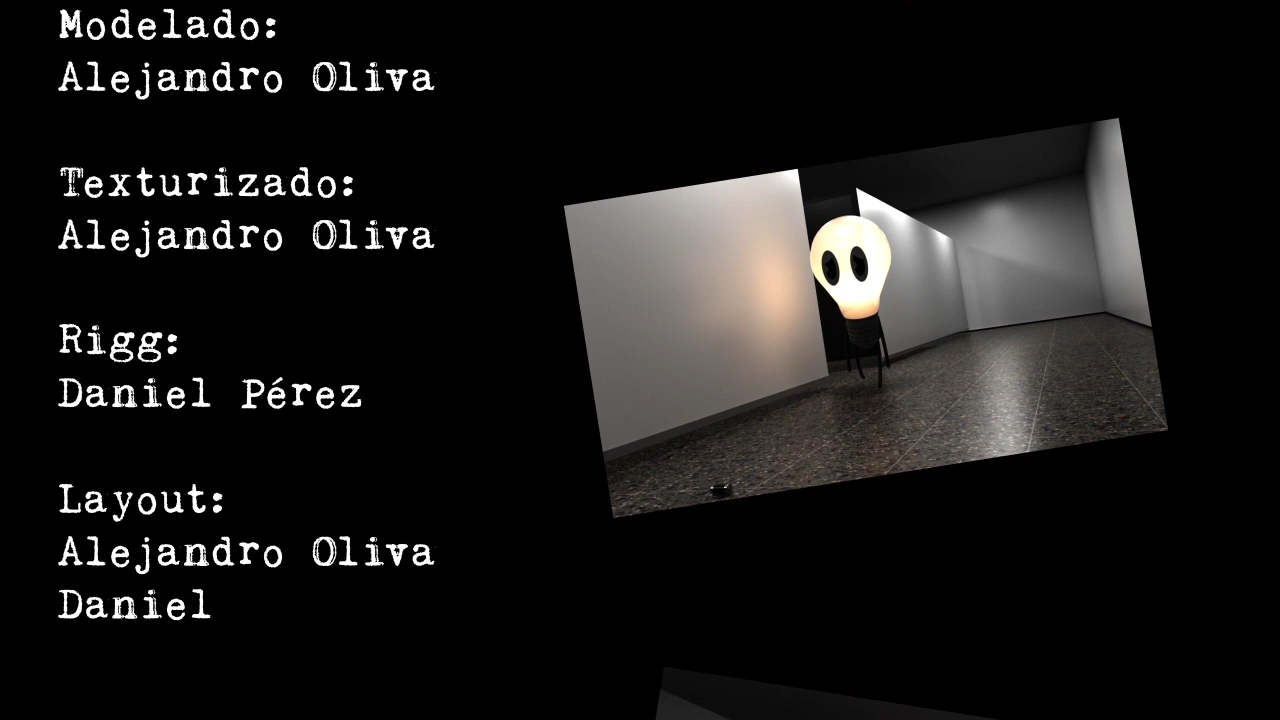 Modelado:
Alejandro Oliva
Texturizado:
Alejandro Oliva
Rigg:
Daniel Pérez
Layout:
Alejandro Oliva
Daniel